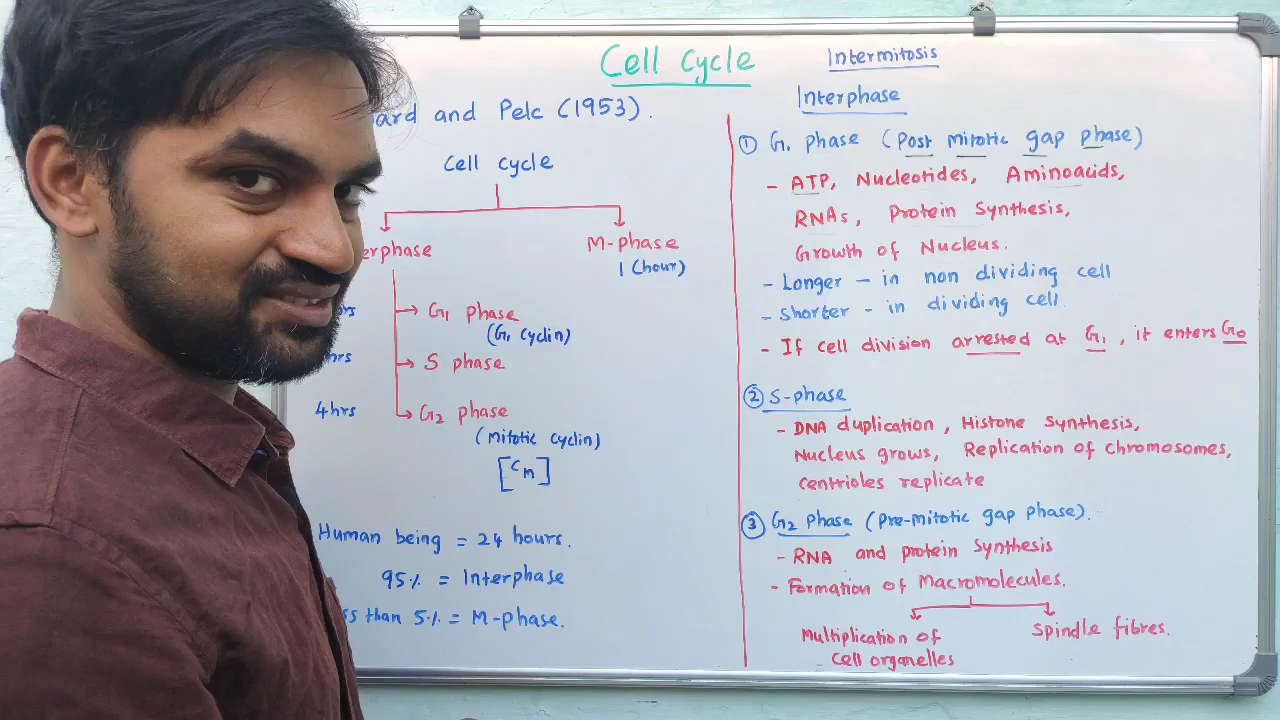 Cell Cycle
and Pelc (1953).
Cell cycle
M-phase
1 (hour)
G1 phase
(G1 cyclin)
S phase
4hrs
G2 phase
(Mitotic cyclin)
[CM]
Human being = 24 hours.
95% = Interphase
than 5% = M-phase.
Intermitosis
Interphase
① G1 phase (Post mitotic gap phase)
- ATP, Nucleotides, Aminoacids,
RNAs, Protein Synthesis,
Growth of Nucleus.
- Longer - in non dividing cell
- Shorter - in dividing cell
- If cell division arrested at G1, it enters G0
② S-phase
- DNA duplication, Histone Synthesis,
Nucleus grows, Replication of chromosomes,
Centrioles replicate
③ G2 Phase (Pre-mitotic gap phase).
- RNA and protein Synthesis
- Formation of Macromolecules.
Multiplication of
Cell organelles
Spindle fibres.